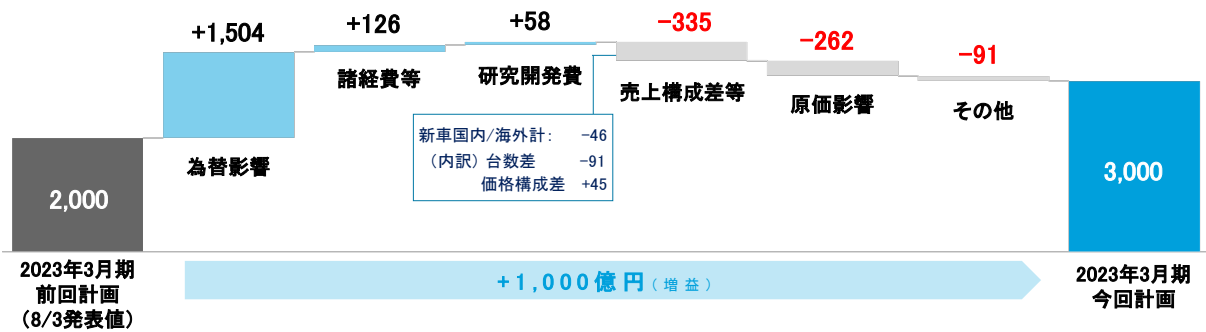 +1,504
+126
+58
-335
-262
-91
為替影響
諸経費等
研究開発費
売上構成差等
原価影響
その他
新車国内/海外計： -46
（内訳）台数差 -91
価格構成差 +45
2,000
3,000
2023年3月期
前回計画
（8/3発表値）
+1,000億円（増益）
2023年3月期
今回計画